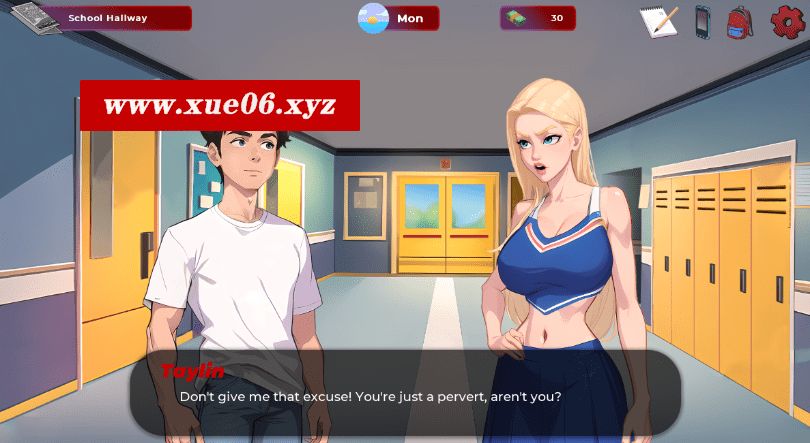 School Hallway
Mon
30
www.xue06.xyz
Taylin
Don't give me that excuse! You're just a pervert, aren't you?